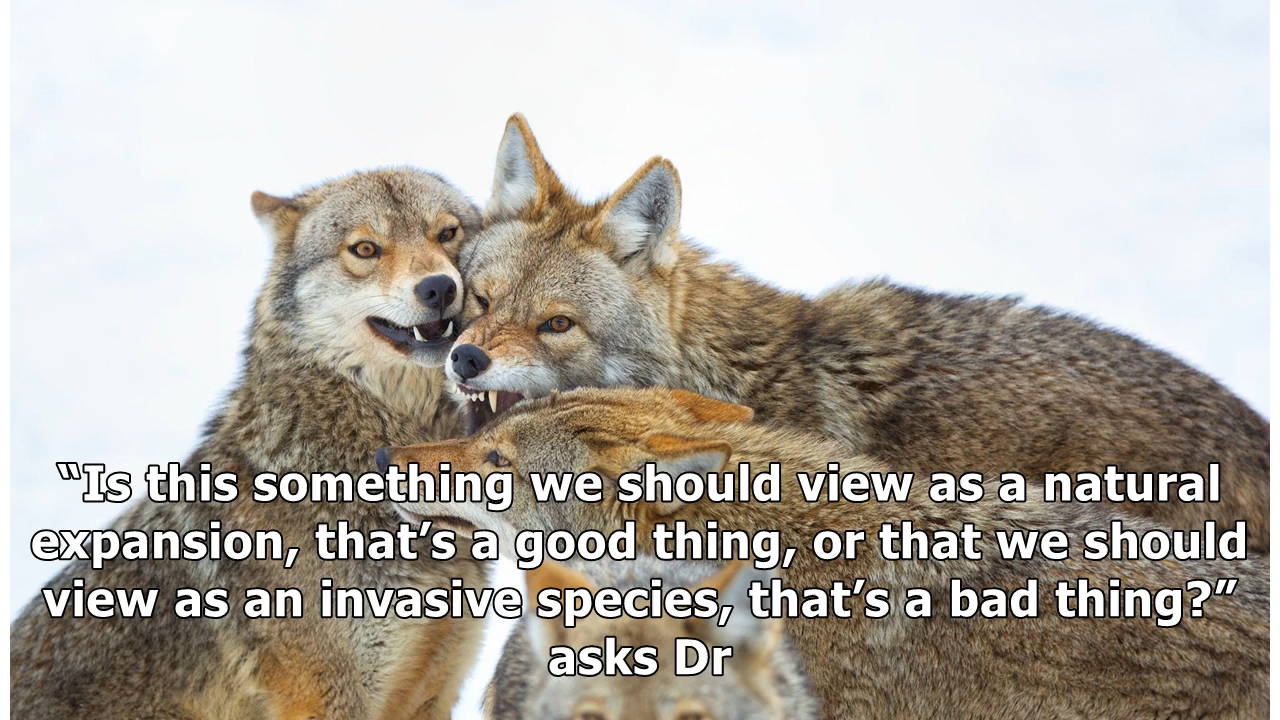 “Is this something we should view as a natural
expansion, that’s a good thing, or that we should
view as an invasive species, that’s a bad thing?”
asks Dr